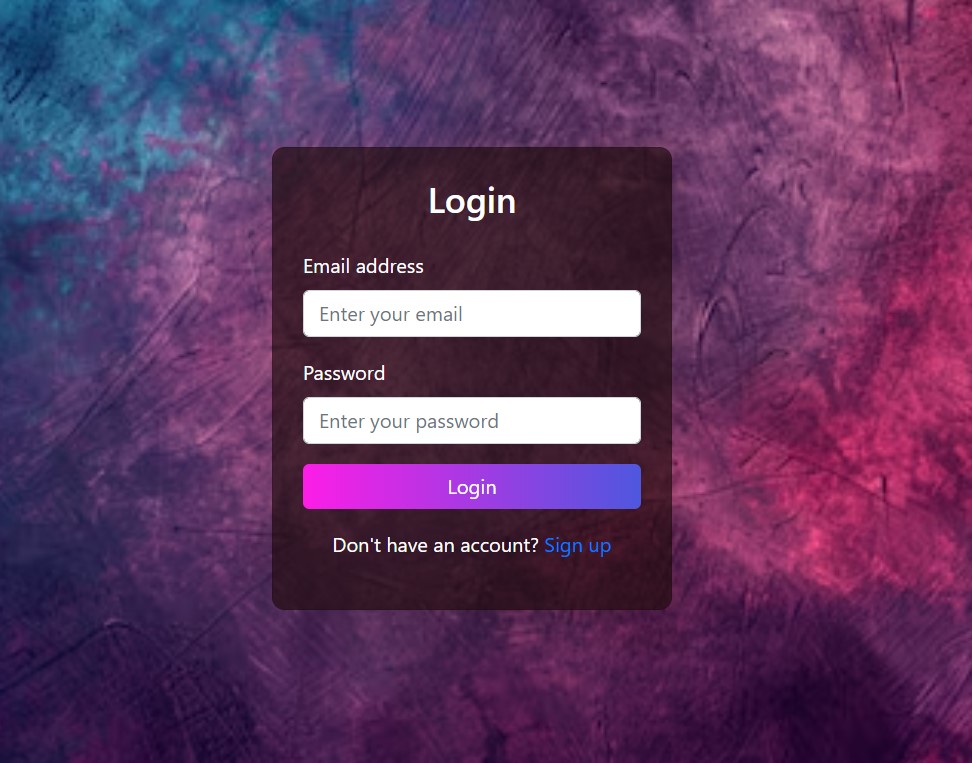 Login
Email address
Enter your email
Password
Enter your password
Login
Don't have an account? Sign up